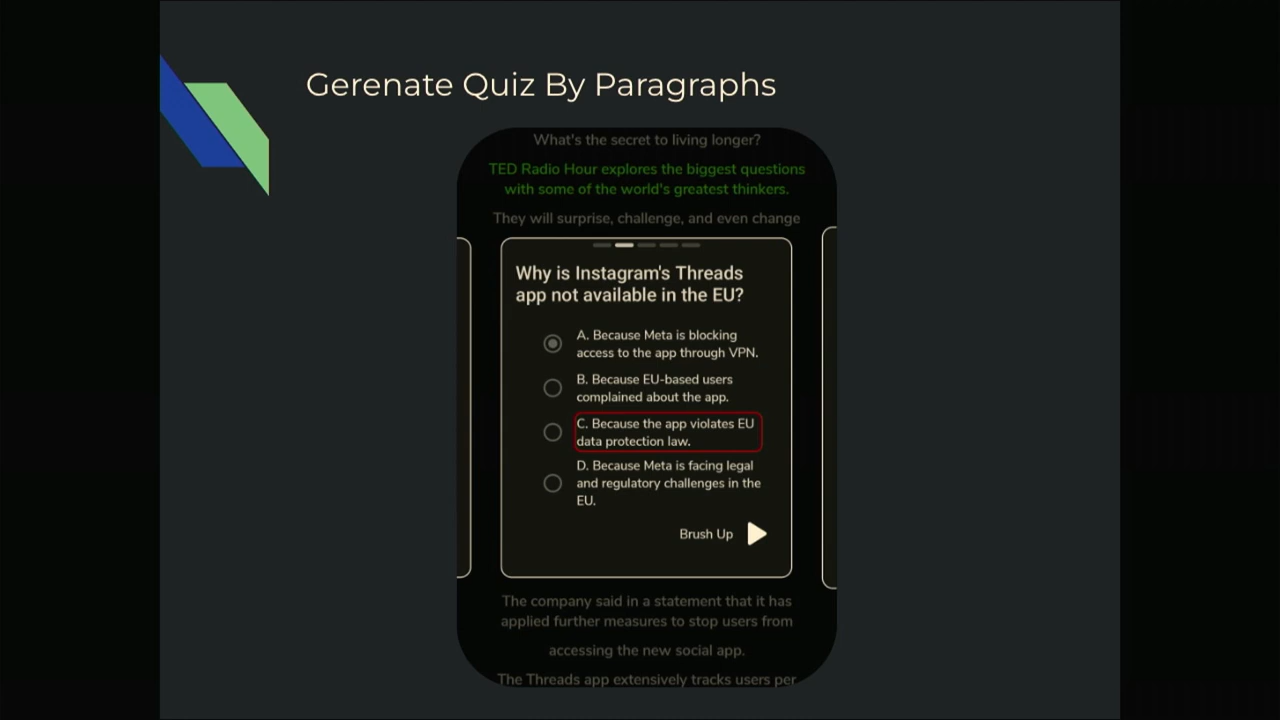 Gerenate Quiz By Paragraphs
What's the secret to living longer?
TED Radio Hour explores the biggest questions
with some of the world's greatest thinkers.
They will surprise, challenge, and even change
Why is Instagram's Threads
app not available in the EU?
A. Because Meta is blocking
access to the app through VPN.
B. Because EU-based users
complained about the app.
C. Because the app violates EU
data protection law.
D. Because Meta is facing legal
and regulatory challenges in the
EU.
Brush Up
The company said in a statement that it has
applied further measures to stop users from
accessing the new social app.
The Threads app extensively tracks users per